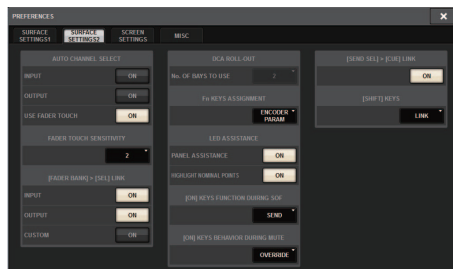 PREFERENCES
SURFACE SETTINGS1
SURFACE SETTINGS2
SCREEN SETTINGS
MISC
AUTO CHANNEL SELECT
INPUT ON
OUTPUT ON
USE FADER TOUCH ON
FADER TOUCH SENSITIVITY
2
[FADER BANK] > [SEL] LINK
INPUT ON
OUTPUT ON
CUSTOM ON
DCA ROLL-OUT
No. OF BAYS TO USE 2
Fn KEYS ASSIGNMENT
ENCODER PARAM
LED ASSISTANCE
PANEL ASSISTANCE ON
HIGHLIGHT NOMINAL POINTS ON
[ON] KEYS FUNCTION DURING SOF
SEND
[ON] KEYS BEHAVIOR DURING MUTE
OVERRIDE
[SEND SEL] > [CUE] LINK
ON
[SHIFT] KEYS
LINK